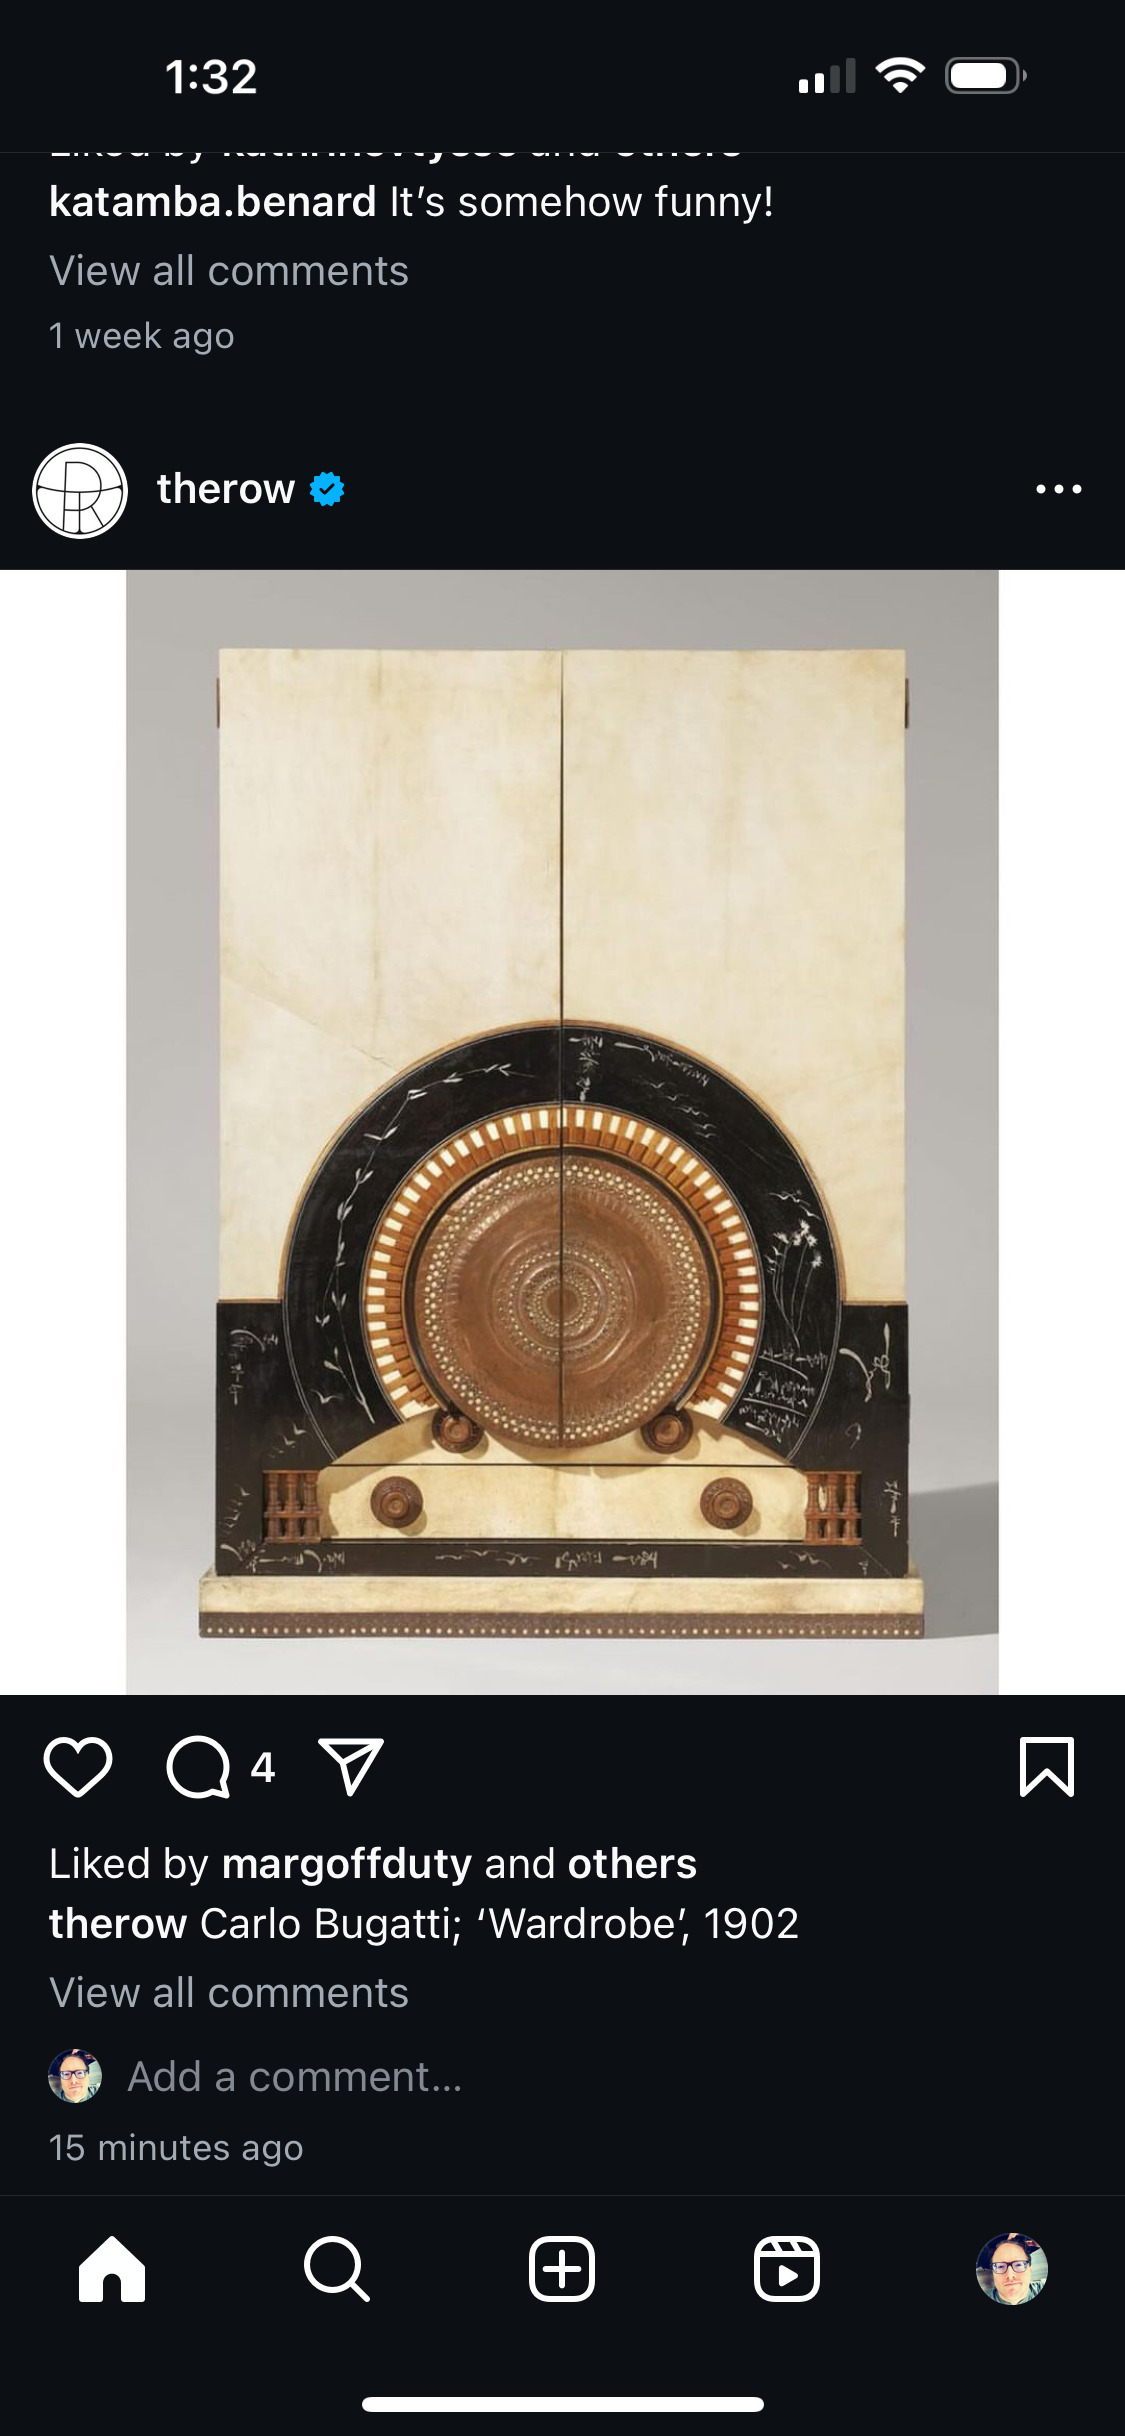 1:32
katamba.benard It’s somehow funny!
View all comments
1 week ago
therow
4
Liked by margoffduty and others
therow Carlo Bugatti; ‘Wardrobe’, 1902
View all comments
Add a comment...
15 minutes ago